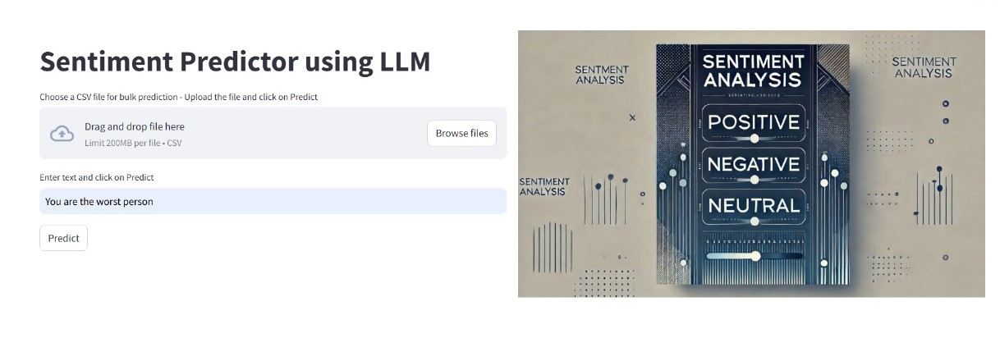 Sentiment Predictor using LLM
Choose a CSV file for bulk prediction - Upload the file and click on Predict
Drag and drop file here
Limit 200MB per file • CSV
Browse files
Enter text and click on Predict
You are the worst person
Predict
SENTMENT
ANALYSIS
SENTIMENT
ANALYSIS
SENTIMENT
ANALYSIS
POSITIVE
NEGATIVE
NEUTRAL
SENTIMENT
ANALYSIS